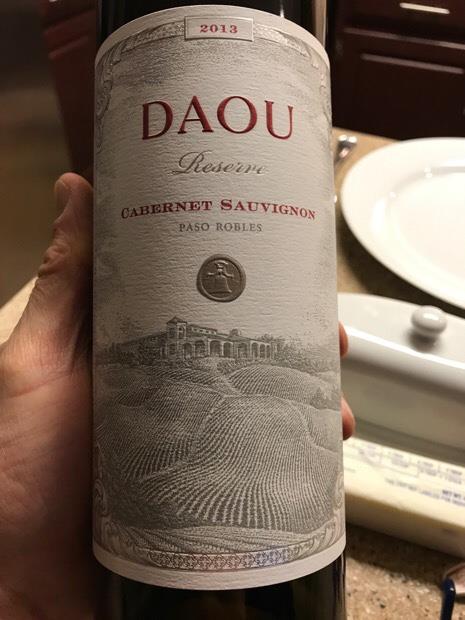 2013
DAOU
Reserve
CABERNET SAUVIGNON
PASO ROBLES